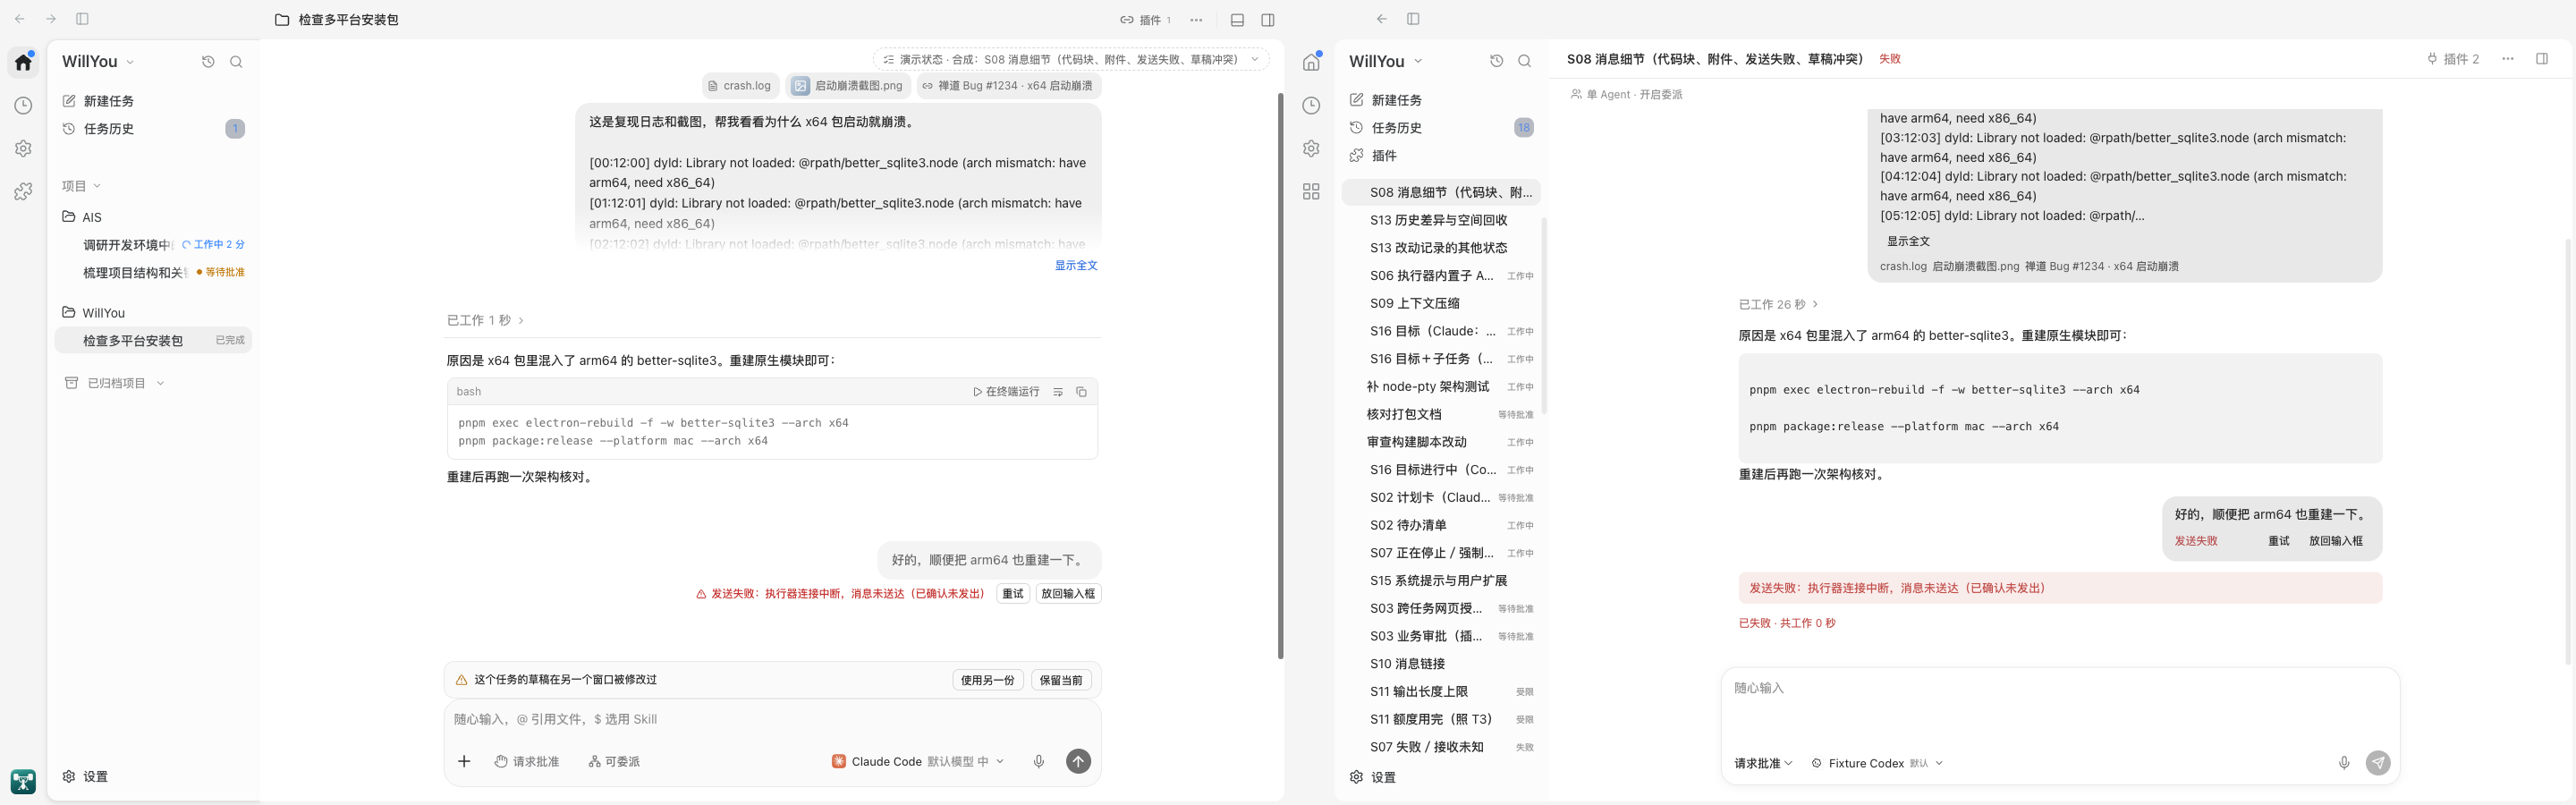 检查多平台安装包
插件 1
WillYou
新建任务
任务历史 1
项目
AIS
调研开发环境中 工作中 2 分
梳理项目结构和关 等待批准
WillYou
检查多平台安装包 已完成
已归档项目
设置
演示状态 · 合成：S08 消息细节（代码块、附件、发送失败、草稿冲突）
crash.log 启动崩溃截图.png 禅道 Bug #1234 · x64 启动崩溃
这是复现日志和截图，帮我看看为什么 x64 包启动就崩溃。
[00:12:00] dyld: Library not loaded: @rpath/better_sqlite3.node (arch mismatch: have
arm64, need x86_64)
[01:12:01] dyld: Library not loaded: @rpath/better_sqlite3.node (arch mismatch: have
arm64, need x86_64)
[02:12:02] dyld: Library not loaded: @rpath/better_sqlite3.node (arch mismatch: have
显示全文
已工作 1 秒
原因是 x64 包里混入了 arm64 的 better-sqlite3。重建原生模块即可：
bash 在终端运行
pnpm exec electron-rebuild -f -w better-sqlite3 --arch x64
pnpm package:release --platform mac --arch x64
重建后再跑一次架构核对。
好的，顺便把 arm64 也重建一下。
发送失败：执行器连接中断，消息未送达（已确认未发出） 重试 放回输入框
这个任务的草稿在另一个窗口被修改过 使用另一份 保留当前
随心输入，@ 引用文件，$ 选用 Skill
请求批准 可委派 Claude Code 默认模型 中
WillYou
新建任务
任务历史 18
插件
S08 消息细节（代码块、附...
S13 历史差异与空间回收
S13 改动记录的其他状态
S06 执行器内置子 A... 工作中
S09 上下文压缩
S16 目标（Claude：... 工作中
S16 目标＋子任务（... 工作中
补 node-pty 架构测试 工作中
核对打包文档 等待批准
审查构建脚本改动 工作中
S16 目标进行中（Co... 工作中
S02 计划卡（Claud... 等待批准
S02 待办清单 工作中
S07 正在停止 / 强制... 工作中
S15 系统提示与用户扩展
S03 跨任务网页授... 等待批准
S03 业务审批（插... 等待批准
S10 消息链接
S11 输出长度上限 受限
S11 额度用完（照 T3） 受限
S07 失败 / 接收未知 失败
设置
S08 消息细节（代码块、附件、发送失败、草稿冲突） 失败
插件 2
单 Agent · 开启委派
have arm64, need x86_64)
[03:12:03] dyld: Library not loaded: @rpath/better_sqlite3.node (arch mismatch:
have arm64, need x86_64)
[04:12:04] dyld: Library not loaded: @rpath/better_sqlite3.node (arch mismatch:
have arm64, need x86_64)
[05:12:05] dyld: Library not loaded: @rpath/...
显示全文
crash.log 启动崩溃截图.png 禅道 Bug #1234 · x64 启动崩溃
已工作 26 秒
原因是 x64 包里混入了 arm64 的 better-sqlite3。重建原生模块即可：
pnpm exec electron-rebuild -f -w better-sqlite3 --arch x64
pnpm package:release --platform mac --arch x64
重建后再跑一次架构核对。
好的，顺便把 arm64 也重建一下。
发送失败 重试 放回输入框
发送失败：执行器连接中断，消息未送达（已确认未发出）
已失败 · 共工作 0 秒
随心输入
请求批准 Fixture Codex 默认